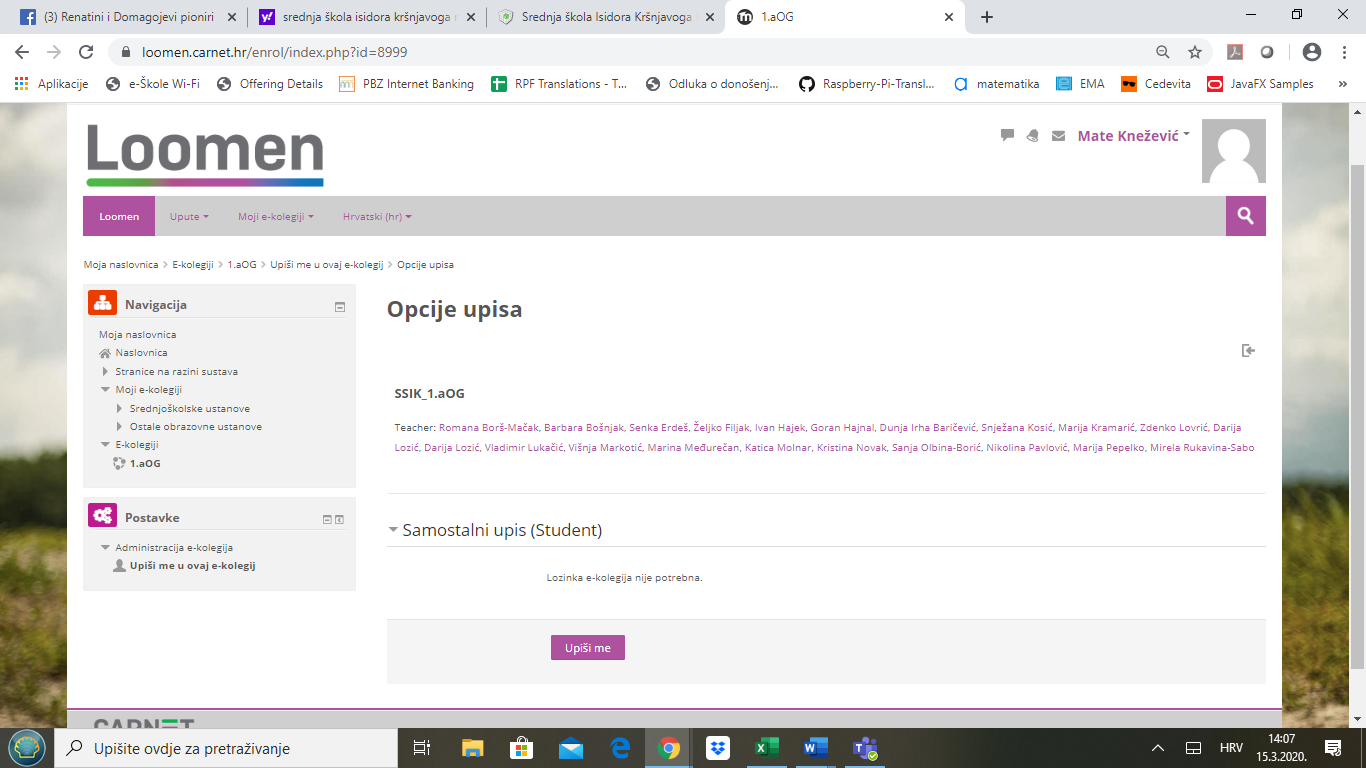 (3) Renatini i Domagojevi pioniri
srednja škola isidora kršnjavoga
Srednja škola Isidora Kršnjavoga
1.aOG
loomen.carnet.hr/enrol/index.php?id=8999
Aplikacije
e-Škole Wi-Fi
Offering Details
PBZ Internet Banking
RPF Translations - T...
Odluka o donošenj...
Raspberry-Pi-Transl...
matematika
EMA
Cedevita
JavaFX Samples
»
Loomen
Mate Knežević
Loomen
Upute
Moji e-kolegiji
Hrvatski (hr)
Moja naslovnica > E-kolegiji > 1.aOG > Upiši me u ovaj e-kolegij > Opcije upisa
Navigacija
Moja naslovnica
Naslovnica
Stranice na razini sustava
Moji e-kolegiji
Srednjoškolske ustanove
Ostale obrazovne ustanove
E-kolegiji
1.aOG
Postavke
Administracija e-kolegija
Upiši me u ovaj e-kolegij
Opcije upisa
SSIK_1.aOG
Teacher: Romana Borš-Mačak, Barbara Bošnjak, Senka Erdeš, Željko Filjak, Ivan Hajek, Goran Hajnal, Dunja Irha Baričević, Snježana Kosić, Marija Kramarić, Zdenko Lovrić, Darija
Lozić, Darija Lozić, Vladimir Lukačić, Višnja Markotić, Marina Međurečan, Katica Molnar, Kristina Novak, Sanja Olbina-Borić, Nikolina Pavlović, Marija Pepelko, Mirela Rukavina-Sabo
Samostalni upis (Student)
Lozinka e-kolegija nije potrebna.
Upiši me
CARNET
Upišite ovdje za pretraživanje
HRV
14:07
15.3.2020.